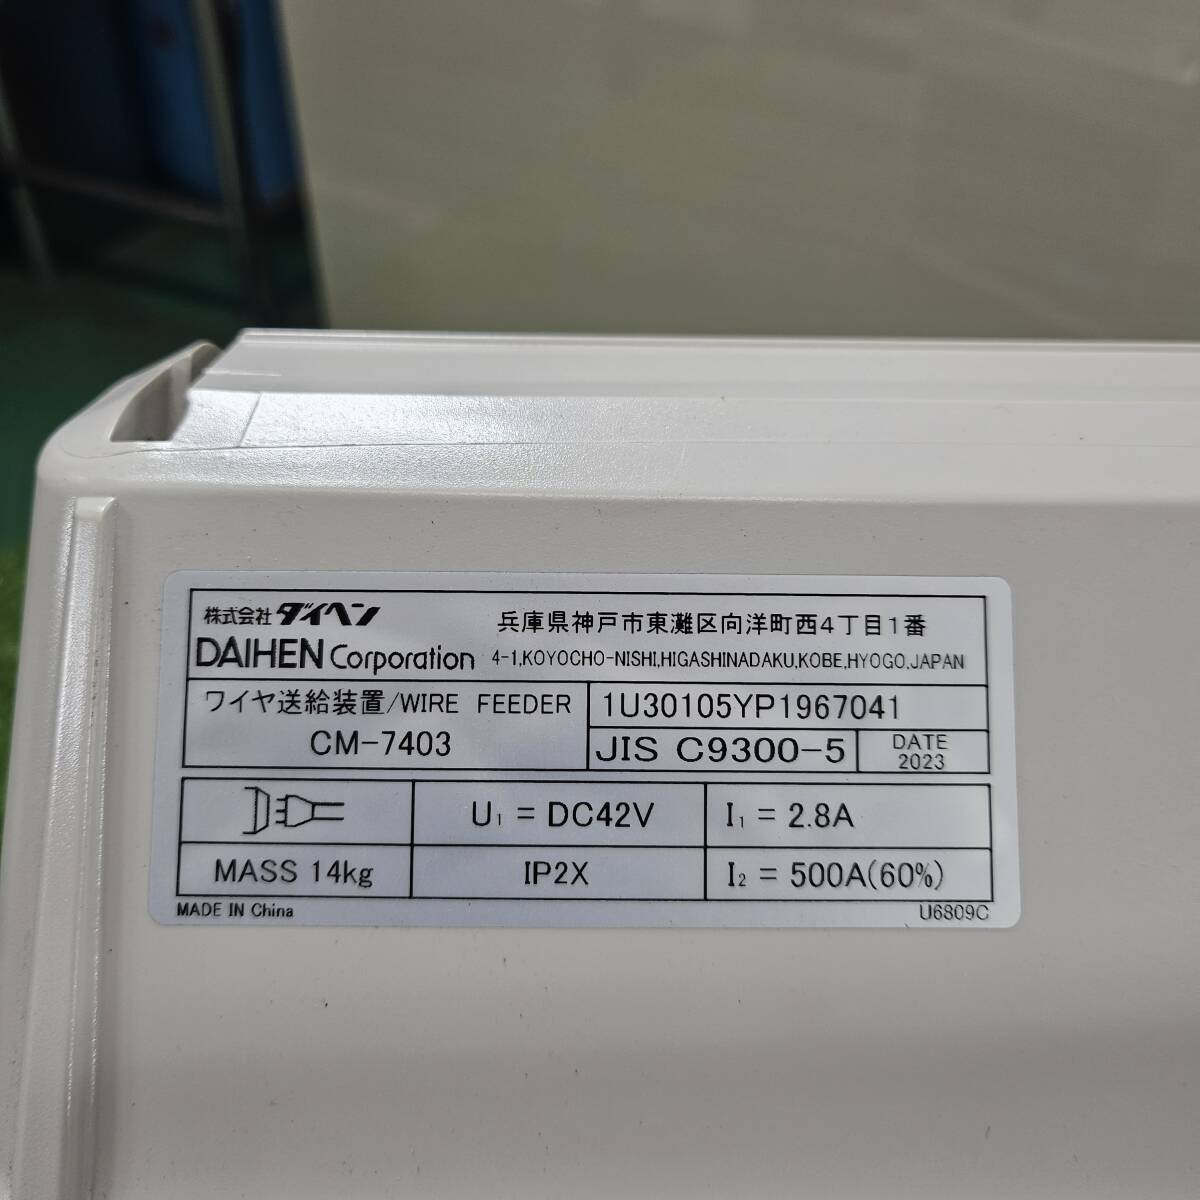 株式会社 ダイヘン
DAIHEN Corporation
兵庫県神戸市東灘区向洋町西4丁目1番
4-1,KOYOCHO-NISHI,HIGASHINADAKU,KOBE,HYOGO,JAPAN
ワイヤ送給装置/WIRE FEEDER
CM-7403
1U30105YP1967041
JIS C9300-5
DATE
2023
U₁ = DC42V
I₁ = 2.8A
MASS 14kg
IP2X
I₂ = 500A(60%)
MADE IN China
U6809C